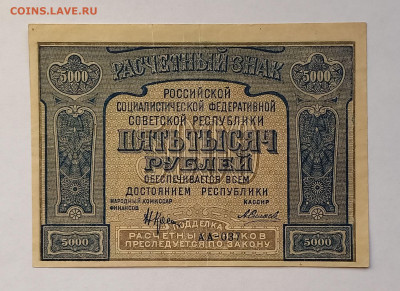 COINS.LAVE.RU
РАСЧЕТНЫЙ ЗНАК
5000
5000
РОССИЙСКОЙ
СОЦИАЛИСТИЧЕСКОЙ ФЕДЕРАТИВНОЙ
СОВЕТСКОЙ РЕСПУБЛИКИ
ПЯТЬ ТЫСЯЧ
РУБЛЕЙ
ОБЕСПЕЧИВАЕТСЯ ВСЕМ
ДОСТОЯНИЕМ РЕСПУБЛИКИ
НАРОДНЫЙ КОМИССАР
ФИНАНСОВ
КАССИР
ПОДДЕЛКА
5000
РАСЧЕТНЫХ ЗНАКОВ
5000
ПРЕСЛЕДУЕТСЯ ПО ЗАКОНУ